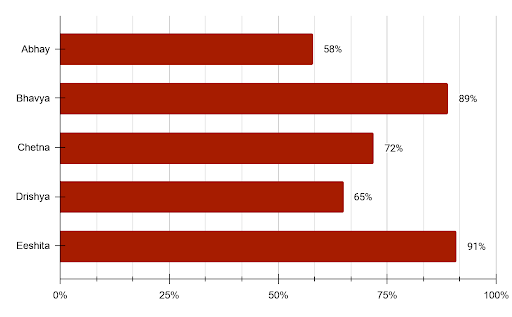 Abhay 58%
Bhavya 89%
Chetna 72%
Drishya 65%
Eeshita 91%
0% 25% 50% 75% 100%